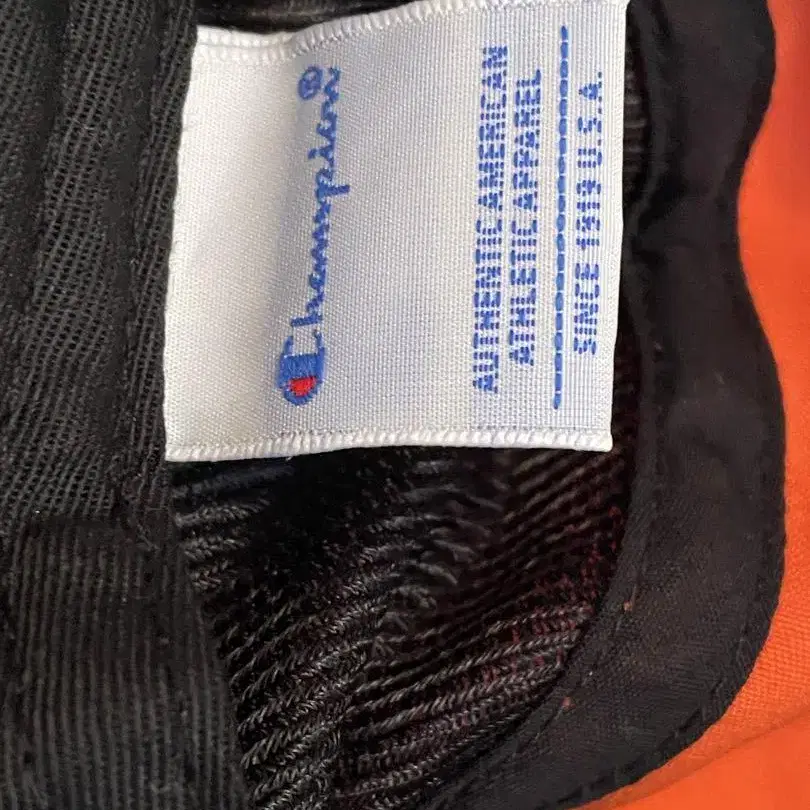 Champion®
AUTHENTIC AMERICAN
ATHLETIC APPAREL
SINCE 1919 U.S.A.